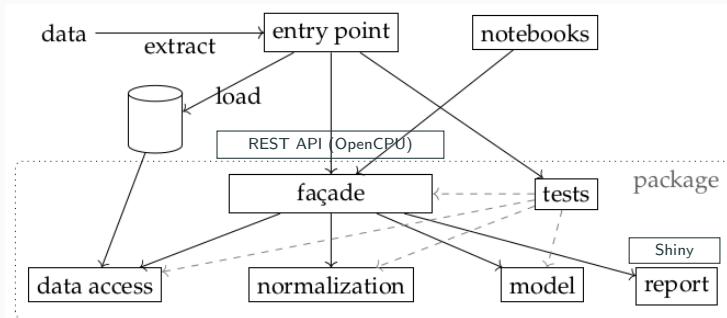 data
extract
entry point
notebooks
load
REST API (OpenCPU)
package
façade
tests
Shiny
data access
normalization
model
report